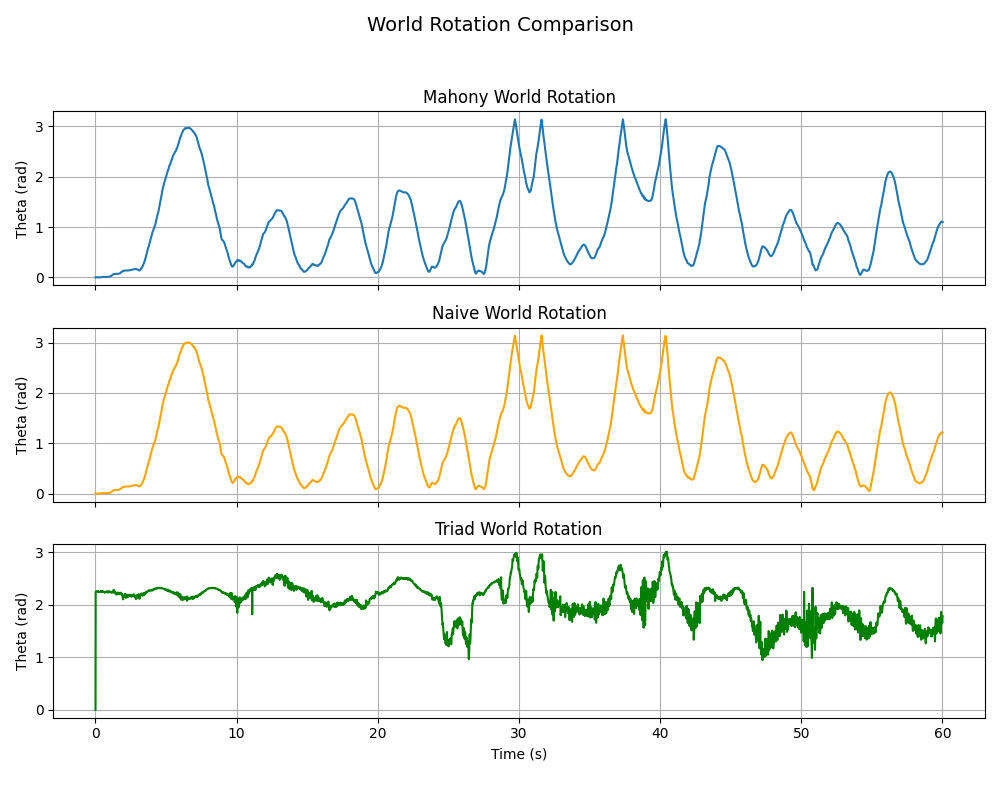 World Rotation Comparison
Mahony World Rotation
Theta (rad)
3
2
1
0
Naive World Rotation
Theta (rad)
3
2
1
0
Triad World Rotation
Theta (rad)
3
2
1
0
0 10 20 30 40 50 60
Time (s)